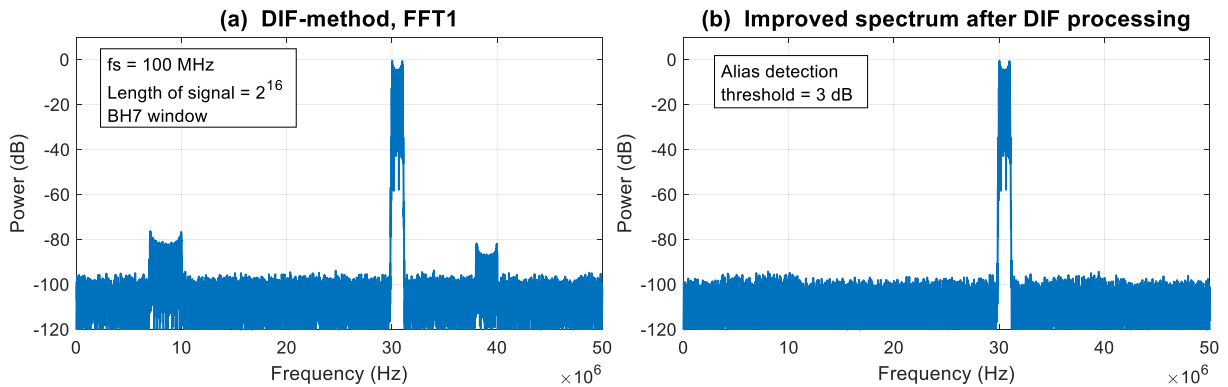 (a) DIF-method, FFT1
fs = 100 MHz
Length of signal = 2^16
BH7 window
Power (dB)
0
-20
-40
-60
-80
-100
-120
0 10 20 30 40 50
Frequency (Hz)
×10^6
(b) Improved spectrum after DIF processing
Alias detection
threshold = 3 dB
Power (dB)
0
-20
-40
-60
-80
-100
-120
0 10 20 30 40 50
Frequency (Hz)
×10^6